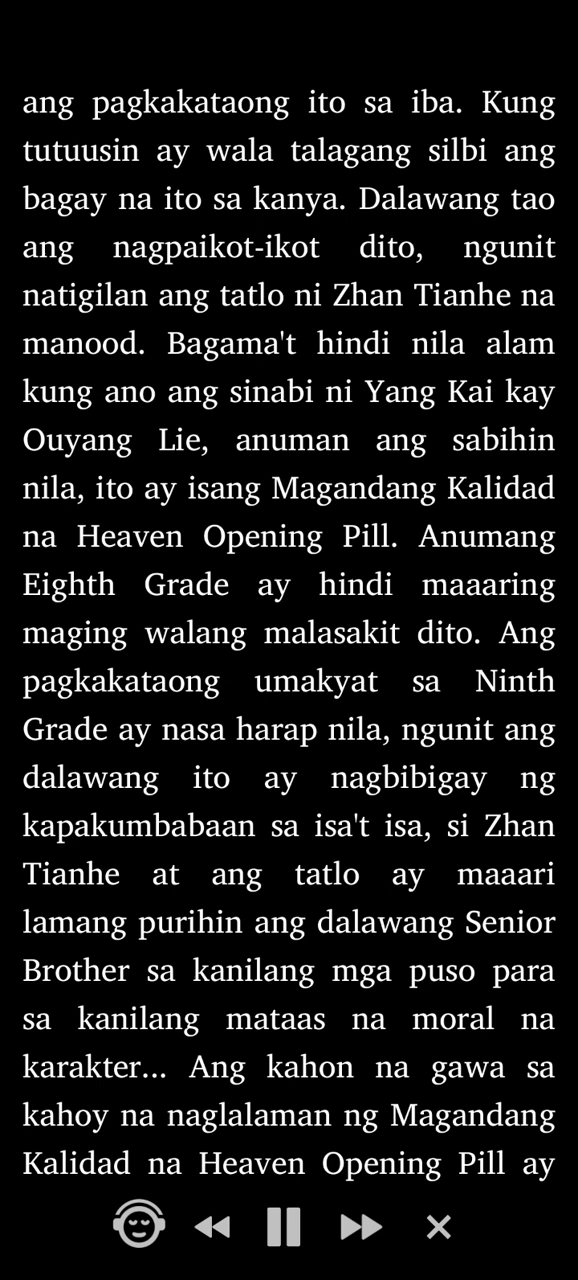 ang pagkakataong ito sa iba. Kung
tutuusin ay wala talagang silbi ang
bagay na ito sa kanya. Dalawang tao
ang nagpaikot-ikot dito, ngunit
natigilan ang tatlo ni Zhan Tianhe na
manood. Bagama't hindi nila alam
kung ano ang sinabi ni Yang Kai kay
Ouyang Lie, anuman ang sabihin
nila, ito ay isang Magandang Kalidad
na Heaven Opening Pill. Anumang
Eighth Grade ay hindi maaaring
maging walang malasakit dito. Ang
pagkakataong umakyat sa Ninth
Grade ay nasa harap nila, ngunit ang
dalawang ito ay nagbibigay ng
kapakumbabaan sa isa't isa, si Zhan
Tianhe at ang tatlo ay maaari
lamang purihin ang dalawang Senior
Brother sa kanilang mga puso para
sa kanilang mataas na moral na
karakter... Ang kahon na gawa sa
kahoy na naglalaman ng Magandang
Kalidad na Heaven Opening Pill ay